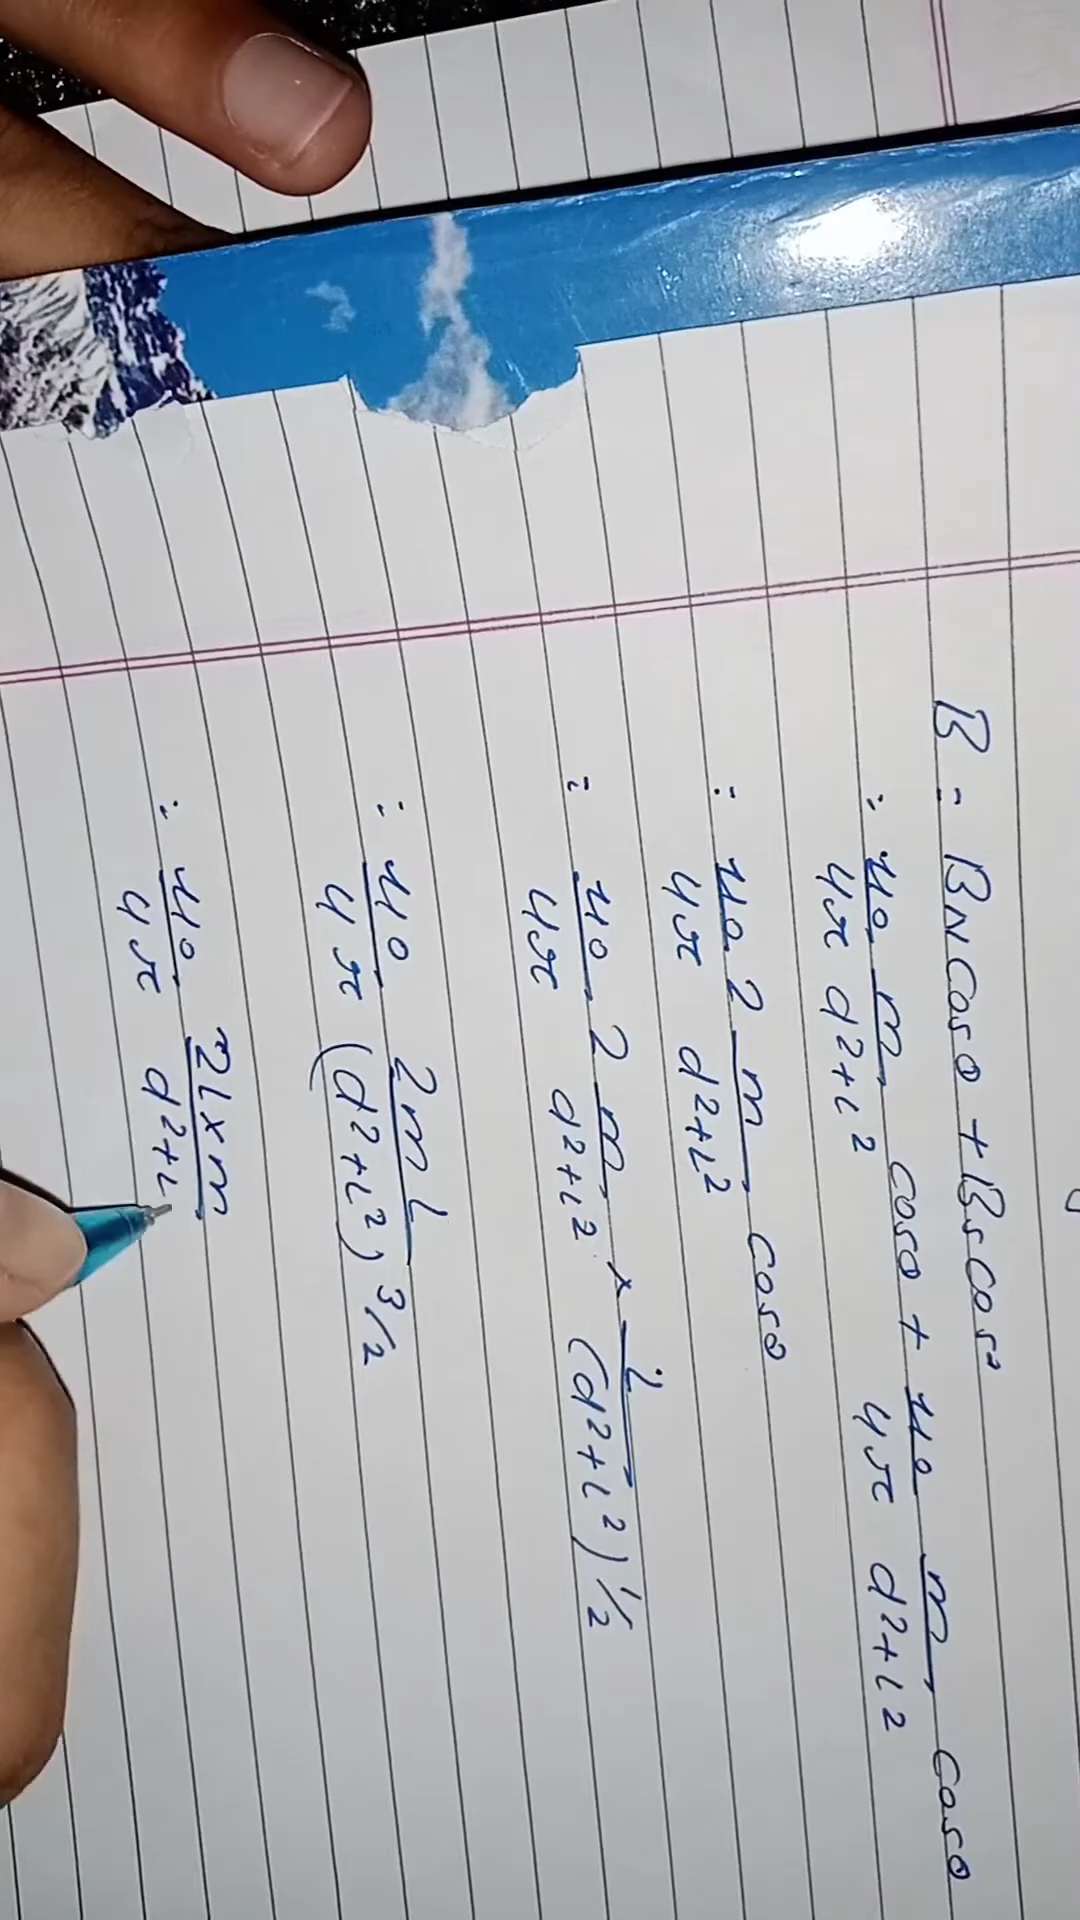 B = BN cosθ + Bs cosθ
= μ₀/4π m/d²+L² cosθ + μ₀/4π m/d²+L² cosθ
= μ₀/4π 2 m/d²+L² cosθ
= μ₀/4π 2 m/d²+L² × L/(d²+L²)^1/2
= μ₀/4π 2mL/(d²+L²)^3/2
= μ₀/4π 2L×m/d²+L